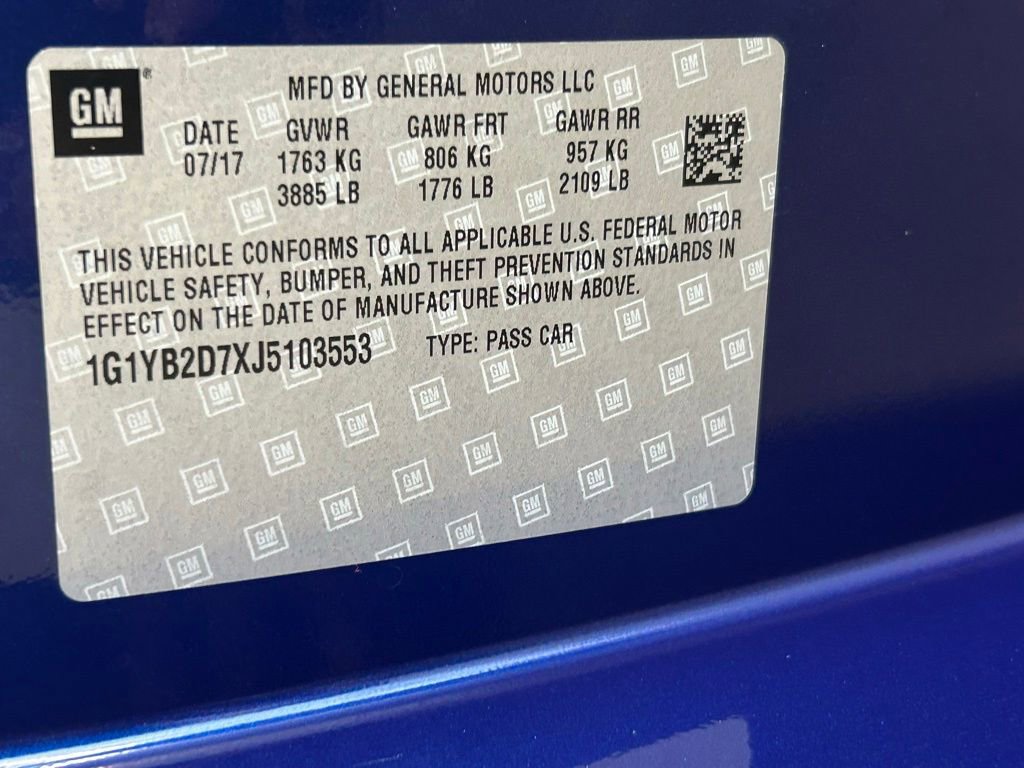 GM
MFD BY GENERAL MOTORS LLC
DATE GVWR GAWR FRT GAWR RR
07/17 1763 KG 806 KG 957 KG
3885 LB 1776 LB 2109 LB
THIS VEHICLE CONFORMS TO ALL APPLICABLE U.S. FEDERAL MOTOR
VEHICLE SAFETY, BUMPER, AND THEFT PREVENTION STANDARDS IN
EFFECT ON THE DATE OF MANUFACTURE SHOWN ABOVE.
1G1YB2D7XJ5103553 TYPE: PASS CAR